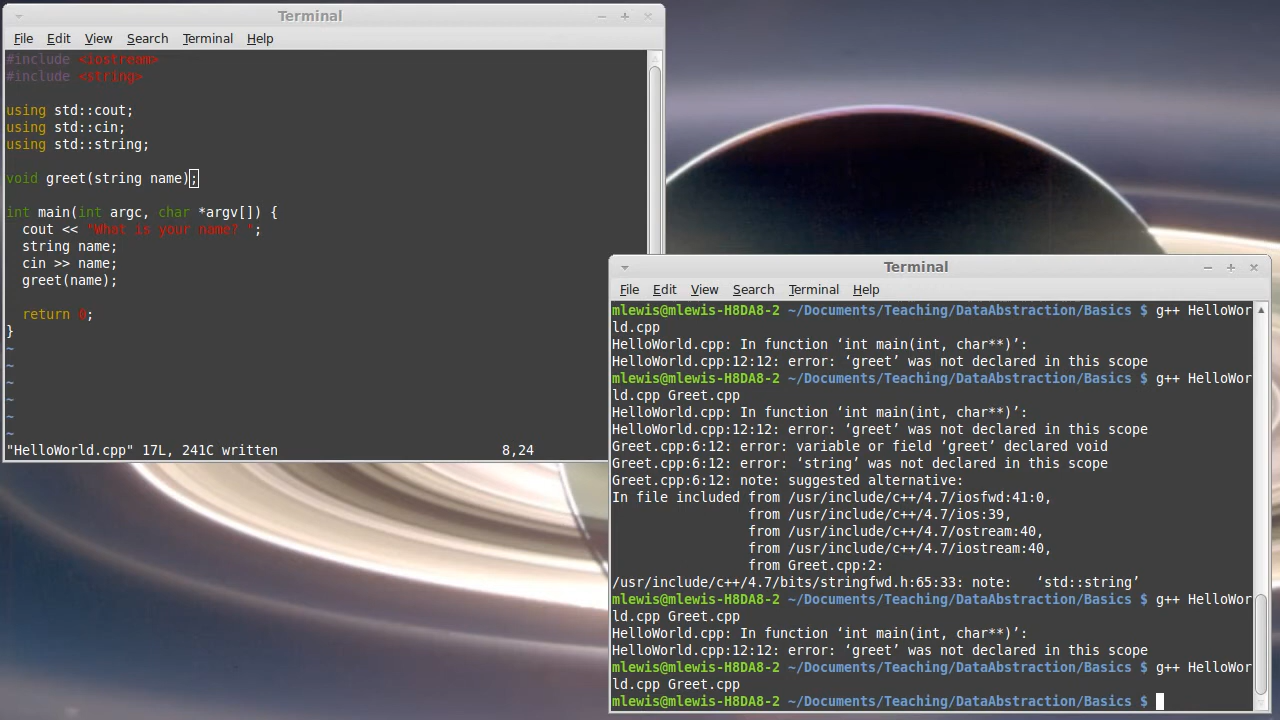 Terminal
File Edit View Search Terminal Help
#include <iostream>
#include <string>
using std::cout;
using std::cin;
using std::string;
void greet(string name);
int main(int argc, char *argv[]) {
  cout << "What is your name? ";
  string name;
  cin >> name;
  greet(name);
  return 0;
}
~
~
~
~
~
~
"HelloWorld.cpp" 17L, 241C written 8,24
Terminal
File Edit View Search Terminal Help
mlewis@mlewis-H8DA8-2 ~/Documents/Teaching/DataAbstraction/Basics $ g++ HelloWor
ld.cpp
HelloWorld.cpp: In function ‘int main(int, char**)’:
HelloWorld.cpp:12:12: error: ‘greet’ was not declared in this scope
mlewis@mlewis-H8DA8-2 ~/Documents/Teaching/DataAbstraction/Basics $ g++ HelloWor
ld.cpp Greet.cpp
HelloWorld.cpp: In function ‘int main(int, char**)’:
HelloWorld.cpp:12:12: error: ‘greet’ was not declared in this scope
Greet.cpp:6:12: error: variable or field ‘greet’ declared void
Greet.cpp:6:12: error: ‘string’ was not declared in this scope
Greet.cpp:6:12: note: suggested alternative:
In file included from /usr/include/c++/4.7/iosfwd:41:0,
                 from /usr/include/c++/4.7/ios:39,
                 from /usr/include/c++/4.7/ostream:40,
                 from /usr/include/c++/4.7/iostream:40,
                 from Greet.cpp:2:
/usr/include/c++/4.7/bits/stringfwd.h:65:33: note:   ‘std::string’
mlewis@mlewis-H8DA8-2 ~/Documents/Teaching/DataAbstraction/Basics $ g++ HelloWor
ld.cpp Greet.cpp
HelloWorld.cpp: In function ‘int main(int, char**)’:
HelloWorld.cpp:12:12: error: ‘greet’ was not declared in this scope
mlewis@mlewis-H8DA8-2 ~/Documents/Teaching/DataAbstraction/Basics $ g++ HelloWor
ld.cpp Greet.cpp
mlewis@mlewis-H8DA8-2 ~/Documents/Teaching/DataAbstraction/Basics $